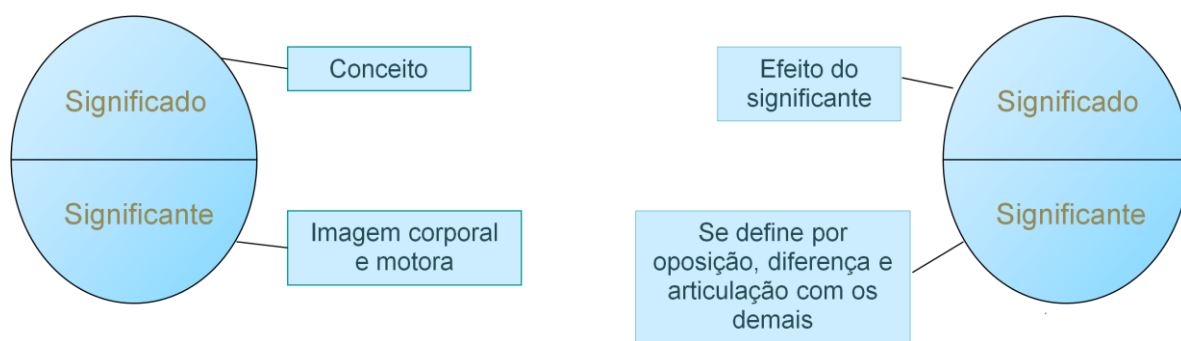 Significado
Conceito
Significante
Imagem corporal
e motora
Efeito do
significante
Significado
Se define por
oposição, diferença e
articulação com os
demais
Significante